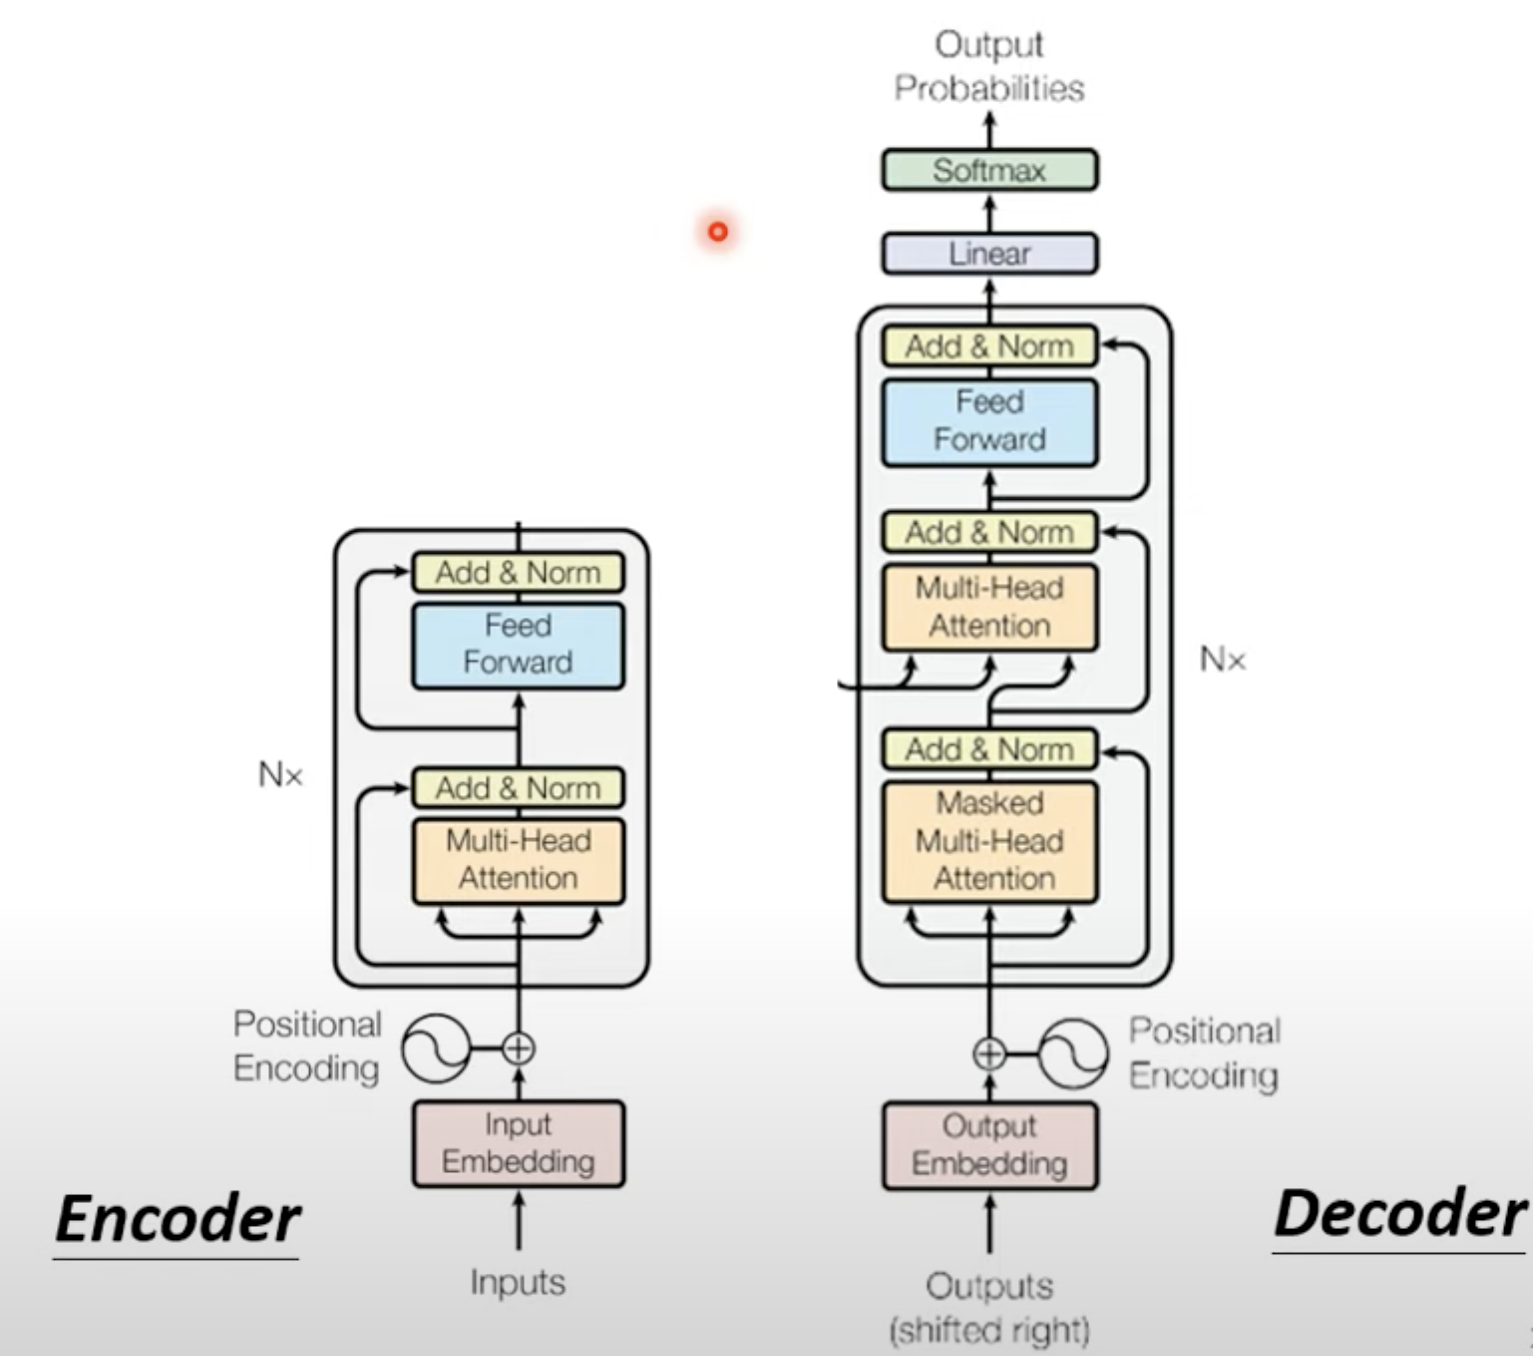 Output
Probabilities
Softmax
Linear
Add & Norm
Feed
Forward
Add & Norm
Multi-Head
Attention
Nx
Add & Norm
Masked
Multi-Head
Attention
Positional
Encoding
Output
Embedding
Outputs
(shifted right)
Decoder
Add & Norm
Feed
Forward
Nx
Add & Norm
Multi-Head
Attention
Positional
Encoding
Input
Embedding
Inputs
Encoder